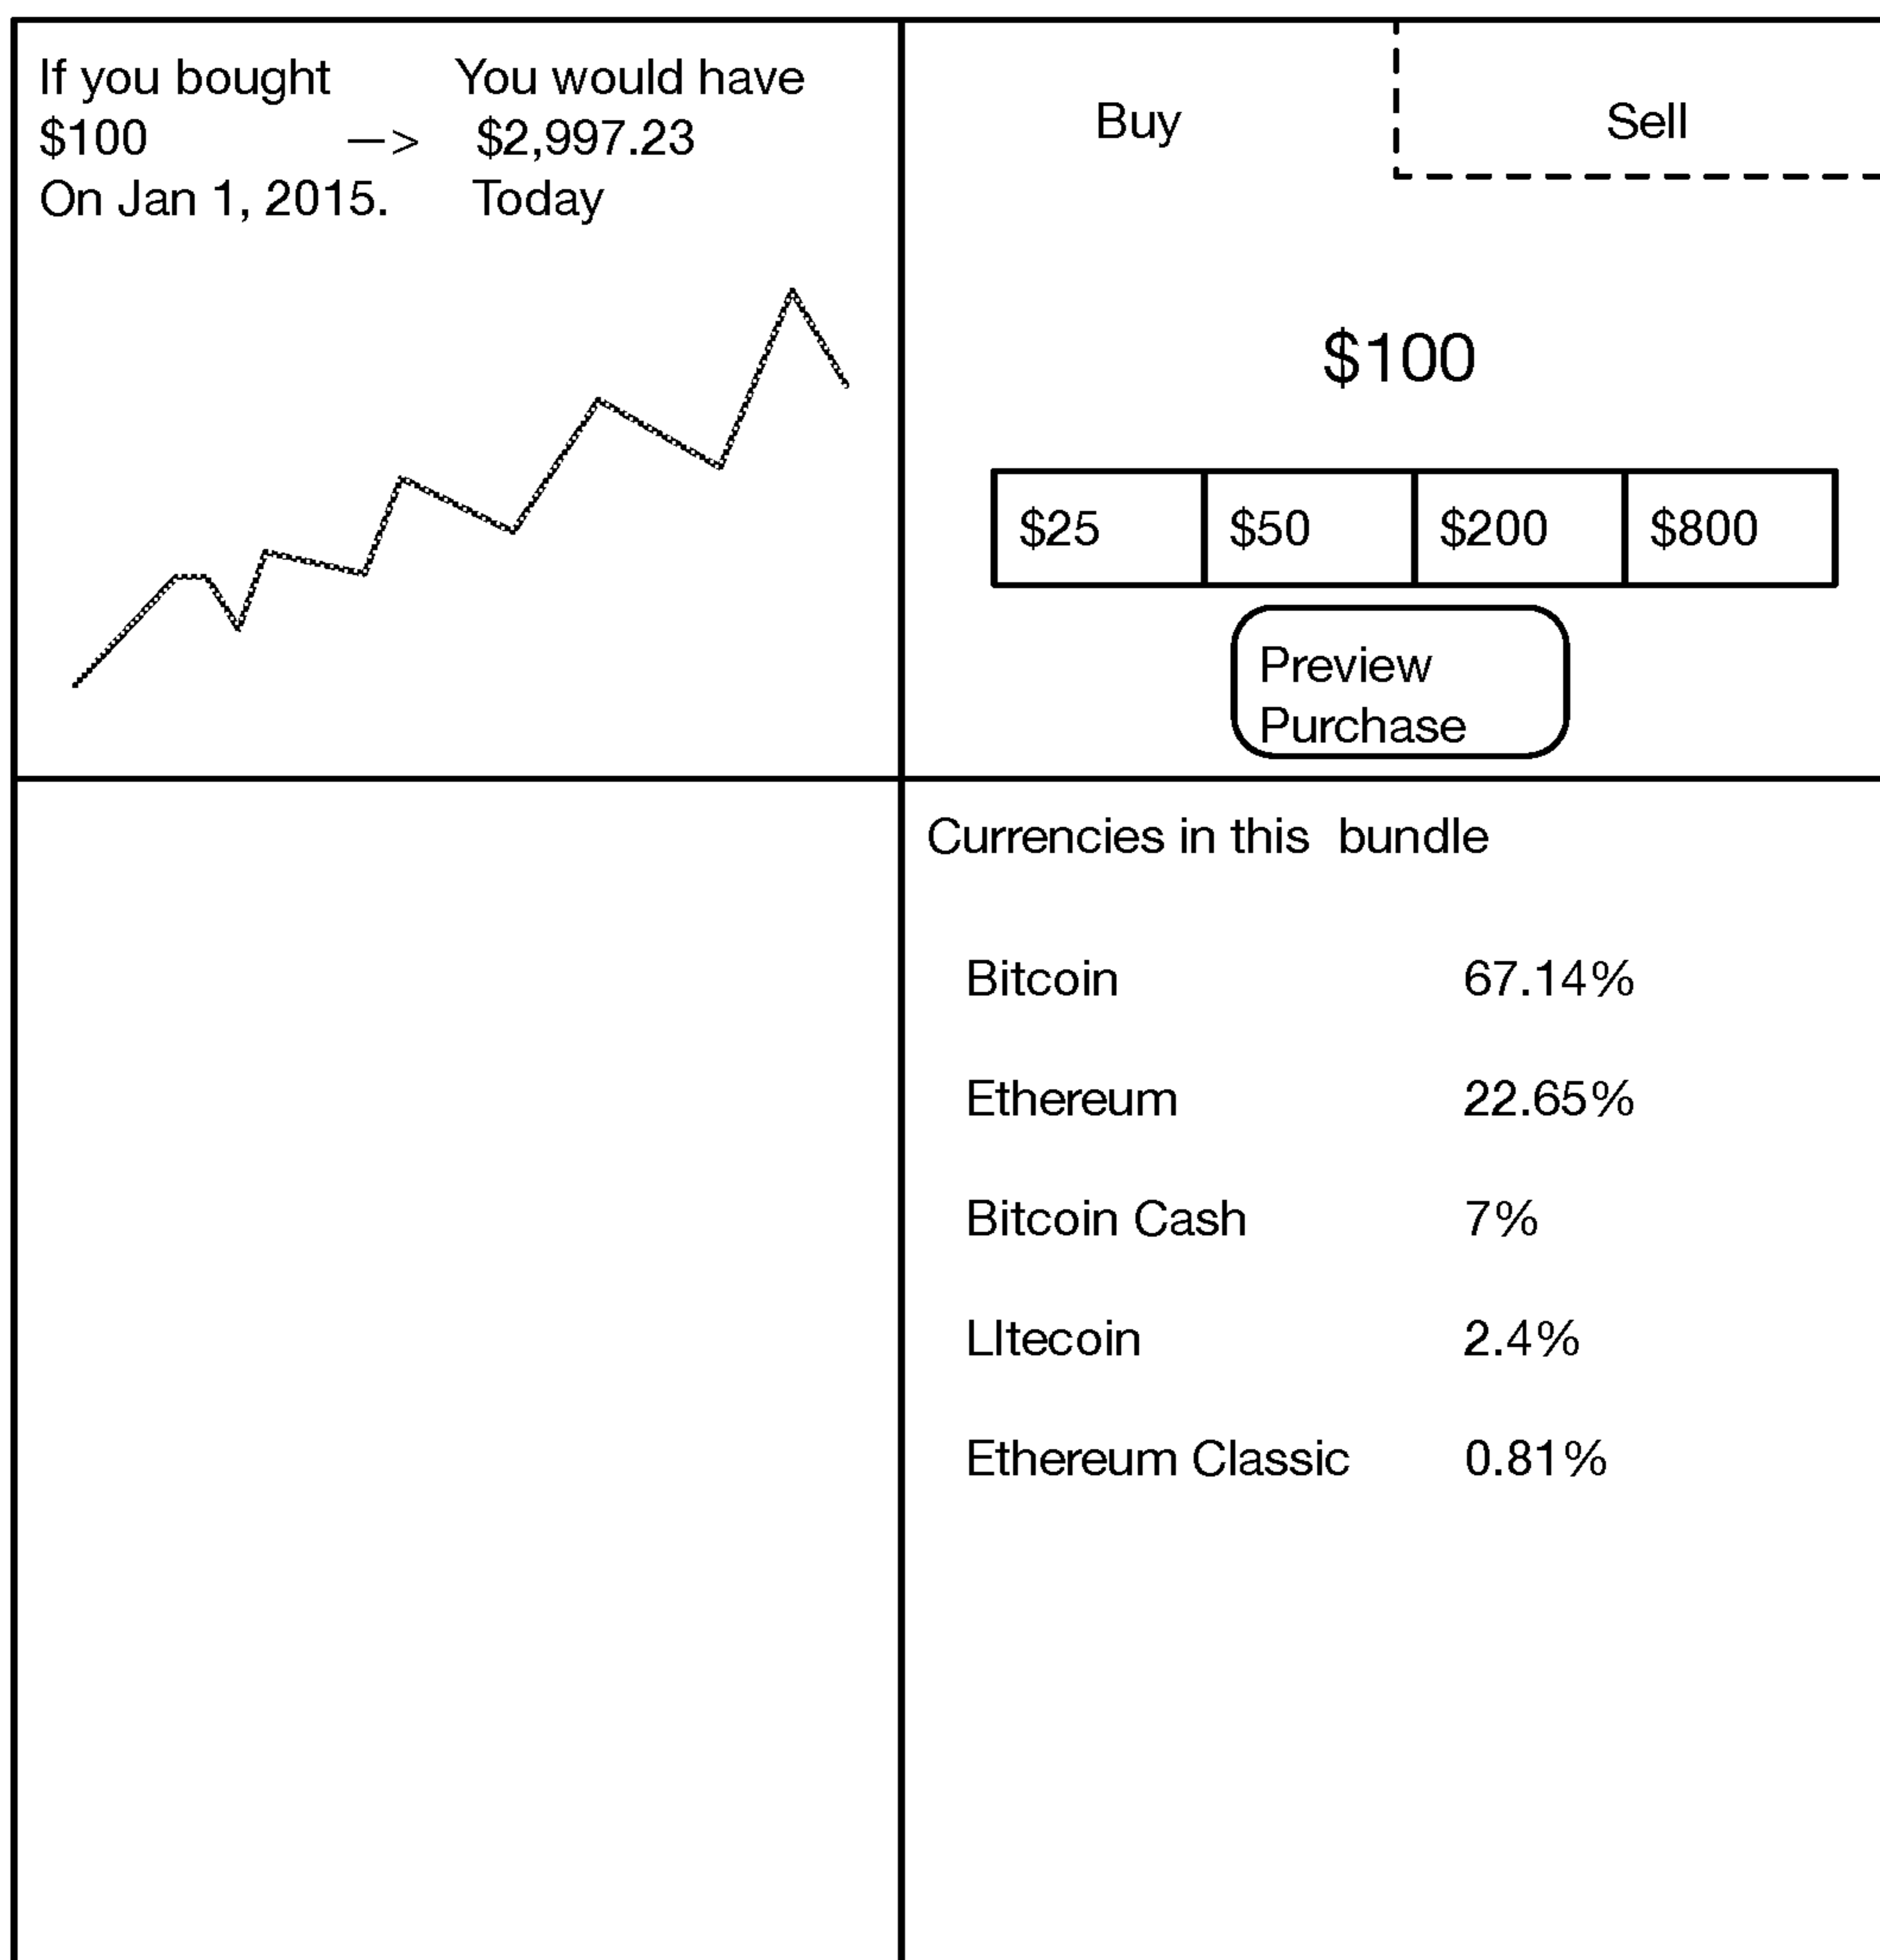 If you bought You would have
$100 —> $2,997.23
On Jan 1, 2015. Today
Buy
Sell
$100
$25 $50 $200 $800
Preview
Purchase
Currencies in this bundle
Bitcoin 67.14%
Ethereum 22.65%
Bitcoin Cash 7%
LItecoin 2.4%
Ethereum Classic 0.81%